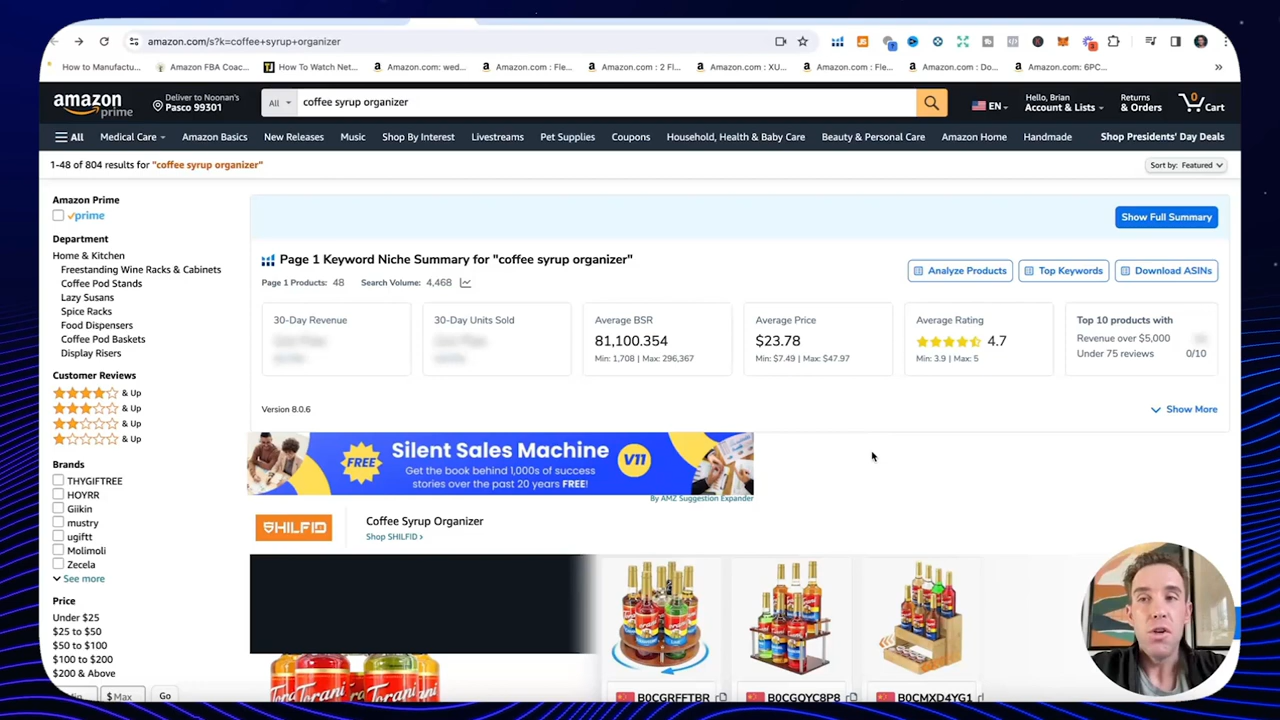 amazon.com/s?k=coffee+syrup+organizer
How to Manufactu... Amazon FBA Coac... How To Watch Net... Amazon.com: wed... Amazon.com : Fle... Amazon.com : 2 Fl... Amazon.com : XU... Amazon.com : Fle... Amazon.com : Do... Amazon.com: 6PC... »
amazon prime
Deliver to Noonan's
Pasco 99301
All
coffee syrup organizer
EN
Hello, Brian
Account & Lists
Returns
& Orders
0
Cart
All Medical Care Amazon Basics New Releases Music Shop By Interest Livestreams Pet Supplies Coupons Household, Health & Baby Care Beauty & Personal Care Amazon Home Handmade Shop Presidents' Day Deals
1-48 of 804 results for "coffee syrup organizer"
Sort by: Featured
Amazon Prime
prime
Department
Home & Kitchen
Freestanding Wine Racks & Cabinets
Coffee Pod Stands
Lazy Susans
Spice Racks
Food Dispensers
Coffee Pod Baskets
Display Risers
Customer Reviews
& Up
& Up
& Up
& Up
Brands
THYGIFTREE
HOYRR
Giikin
mustry
ugiftt
Molimoli
Zecela
See more
Price
Under $25
$25 to $50
$50 to $100
$100 to $200
$200 & Above
$ Max
Go
Show Full Summary
Page 1 Keyword Niche Summary for "coffee syrup organizer"
Page 1 Products: 48 Search Volume: 4,468
Analyze Products
Top Keywords
Download ASINs
30-Day Revenue
30-Day Units Sold
Average BSR
81,100.354
Min: 1,708 | Max: 296,367
Average Price
$23.78
Min: $7.49 | Max: $47.97
Average Rating
4.7
Min: 3.9 | Max: 5
Top 10 products with
Revenue over $5,000
Under 75 reviews 0/10
Version 8.0.6
Show More
FREE
Silent Sales Machine
Get the book behind 1,000s of success
stories over the past 20 years FREE!
V11
By AMZ Suggestion Expander
SHILFID
Coffee Syrup Organizer
Shop SHILFID ›
Torani
B0CGRFFTBR
B0CGQYC8P8
B0CMXD4YG1